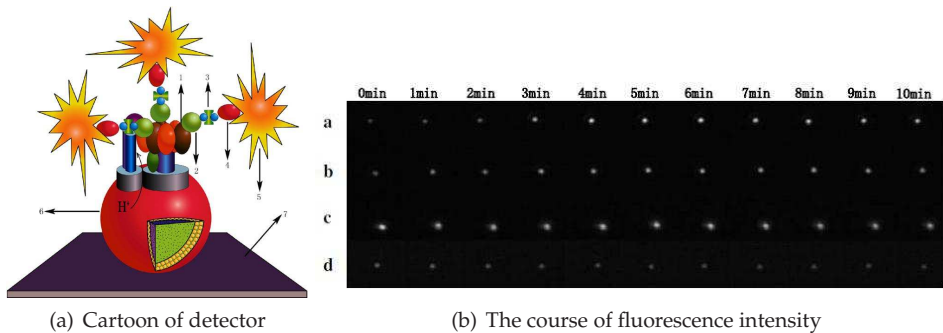 1
3
2
4
5
6
7
H⁺
(a) Cartoon of detector
0min 1min 2min 3min 4min 5min 6min 7min 8min 9min 10min
a
b
c
d
(b) The course of fluorescence intensity